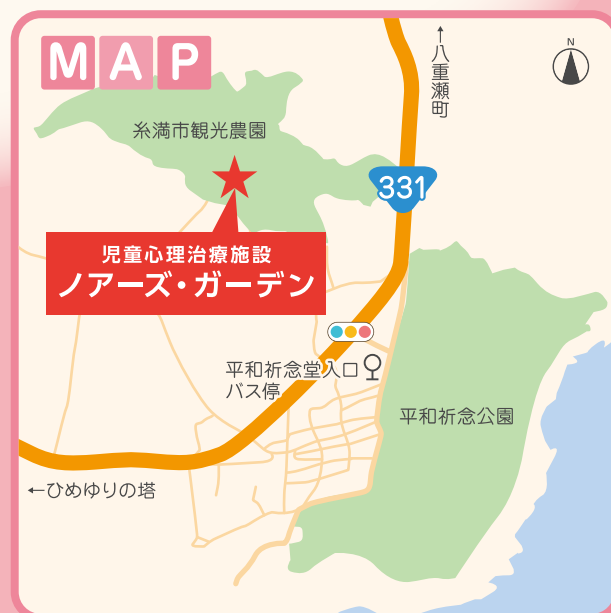 MAP
N
↑八重瀬町
糸満市観光農園
331
児童心理治療施設
ノアーズ・ガーデン
平和祈念堂入口
バス停
平和祈念公園
←ひめゆりの塔